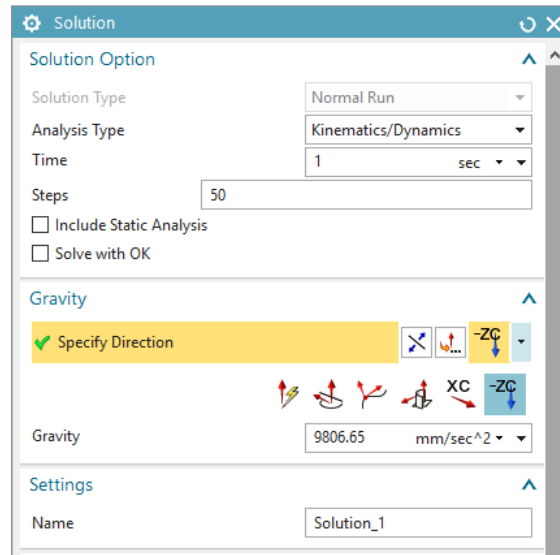 Solution
Solution Option
Solution Type Normal Run
Analysis Type Kinematics/Dynamics
Time 1 sec
Steps 50
Include Static Analysis
Solve with OK
Gravity
Specify Direction -ZC
XC -ZC
Gravity 9806.65 mm/sec^2
Settings
Name Solution_1